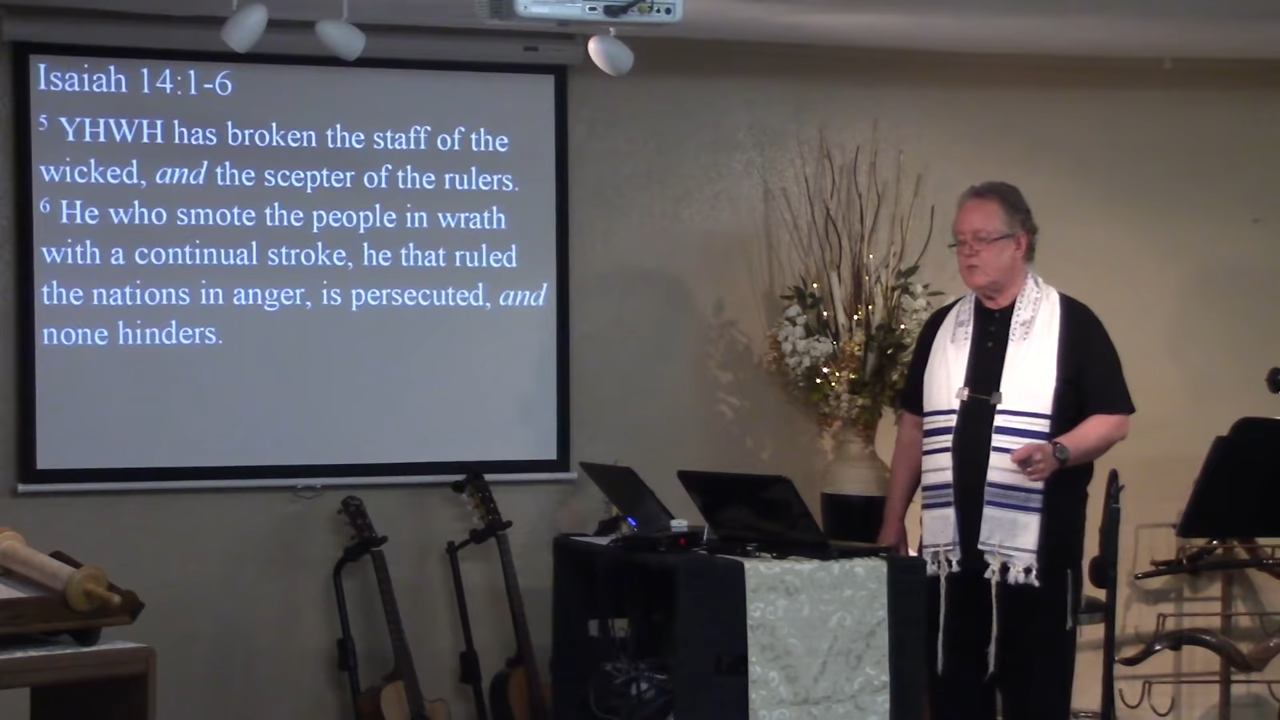 Isaiah 14:1-6
5 YHWH has broken the staff of the
wicked, and the scepter of the rulers.
6 He who smote the people in wrath
with a continual stroke, he that ruled
the nations in anger, is persecuted, and
none hinders.